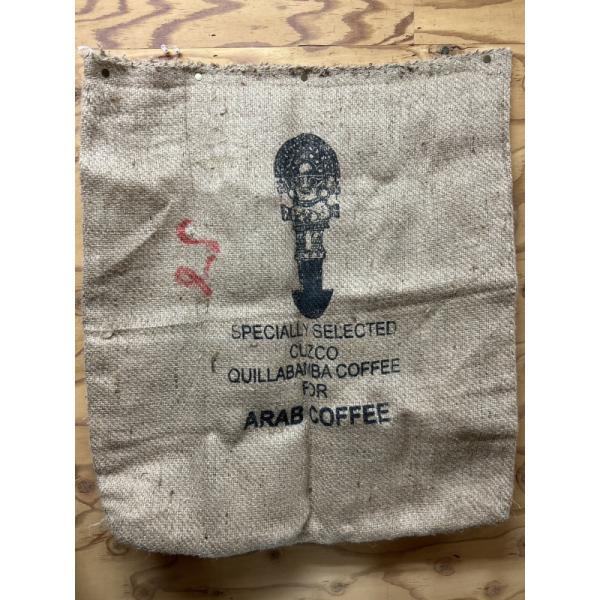 SPECIALLY SELECTED
CUZCO
QUILLABAMBA COFFEE
FOR
ARAB COFFEE